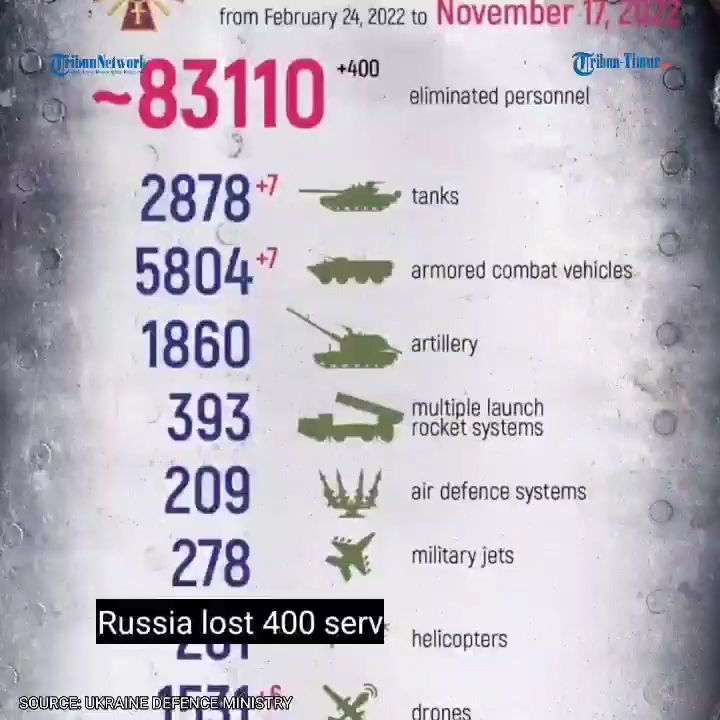 from February 24, 2022 to November 17, 2022
TribunNetwork
Tribun-Timur
~83110 +400 eliminated personnel
2878 +7 tanks
5804 +7 armored combat vehicles
1860 artillery
393 multiple launch
rocket systems
209 air defence systems
278 military jets
Russia lost 400 serv
helicopters
SOURCE: UKRAINE DEFENCE MINISTRY
1531 +6 drones